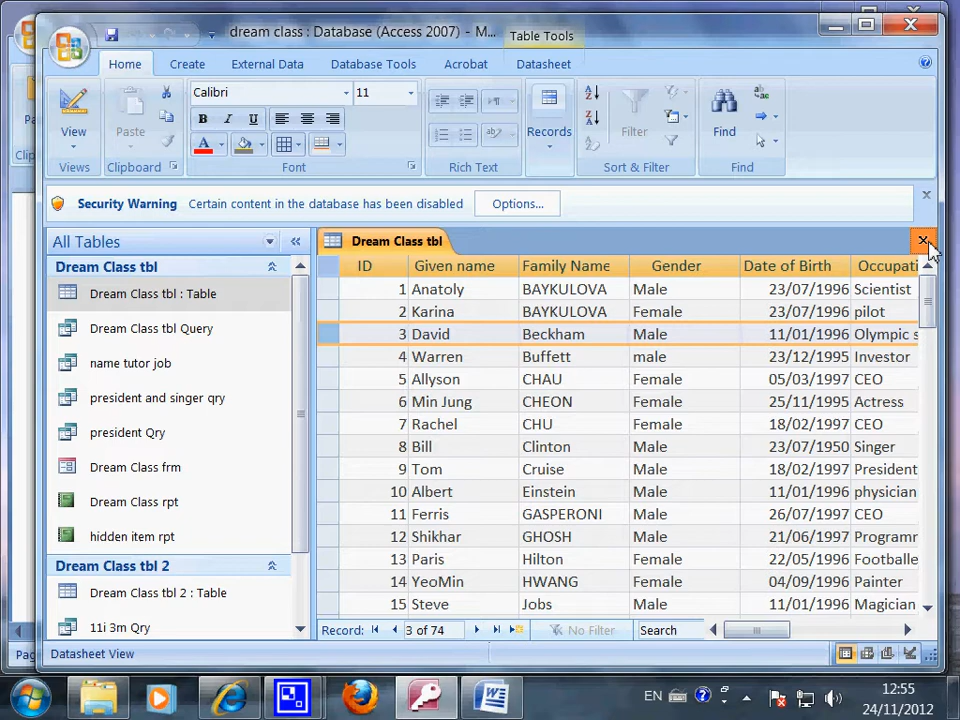 dream class : Database (Access 2007) - M...
Table Tools
Home
Create
External Data
Database Tools
Acrobat
Datasheet
View
Paste
Calibri
11
B I U
A
Records
Filter
Find
Views
Clipboard
Font
Rich Text
Sort & Filter
Find
Security Warning Certain content in the database has been disabled Options...
All Tables
Dream Class tbl
Dream Class tbl : Table
Dream Class tbl Query
name tutor job
president and singer qry
president Qry
Dream Class frm
Dream Class rpt
hidden item rpt
Dream Class tbl 2
Dream Class tbl 2 : Table
11i 3m Qry
Dream Class tbl
ID Given name Family Name Gender Date of Birth Occupati
1 Anatoly BAYKULOVA Male 23/07/1996 Scientist
2 Karina BAYKULOVA Female 23/07/1996 pilot
3 David Beckham Male 11/01/1996 Olympic s
4 Warren Buffett male 23/12/1995 Investor
5 Allyson CHAU Female 05/03/1997 CEO
6 Min Jung CHEON Female 25/11/1995 Actress
7 Rachel CHU Female 18/02/1997 CEO
8 Bill Clinton Male 23/07/1950 Singer
9 Tom Cruise Male 18/02/1997 President
10 Albert Einstein Male 11/01/1996 physician
11 Ferris GASPERONI Male 26/07/1997 CEO
12 Shikhar GHOSH Male 21/06/1997 Programr
13 Paris Hilton Female 22/05/1996 Footballe
14 YeoMin HWANG Female 04/09/1996 Painter
15 Steve Jobs Male 11/01/1996 Magician
Record: 3 of 74 No Filter Search
Datasheet View
EN
12:55
24/11/2012